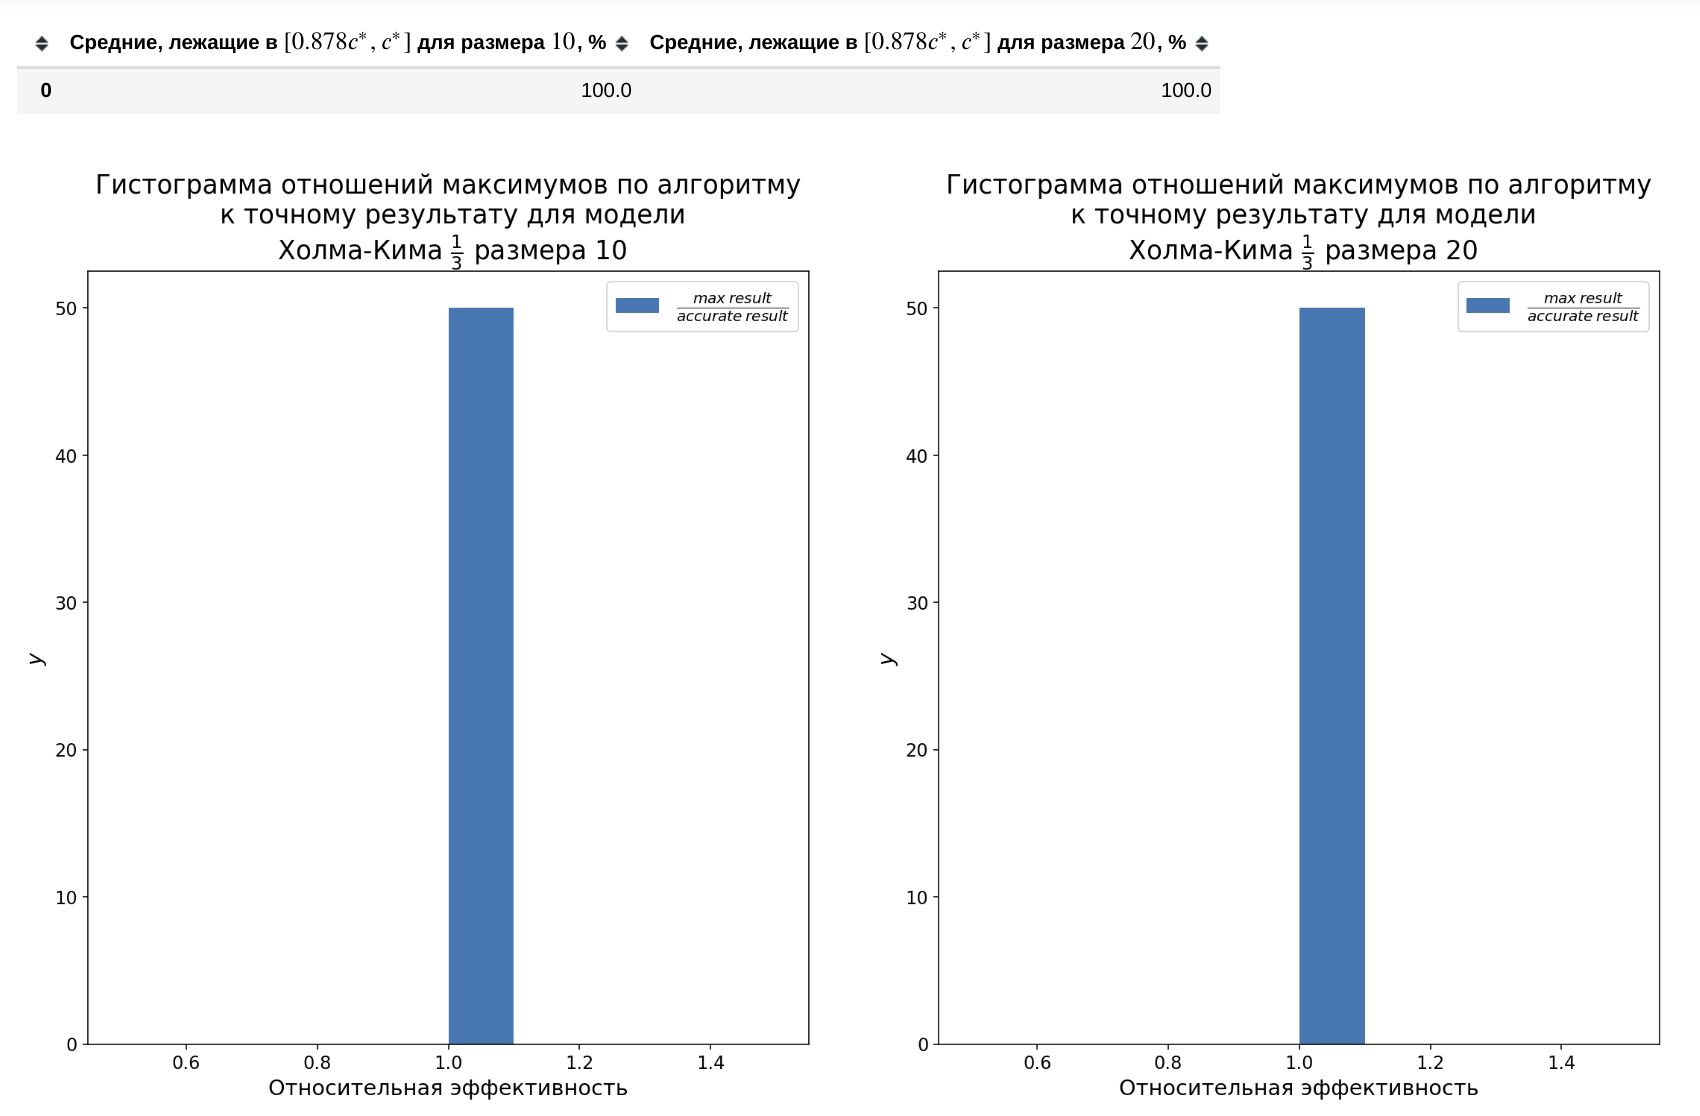 Средние, лежащие в [0.878c*, c*] для размера 10, % Средние, лежащие в [0.878c*, c*] для размера 20, %
0 100.0 100.0
Гистограмма отношений максимумов по алгоритму
к точному результату для модели
Холма-Кима 1/3 размера 10
max result
accurate result
50
40
30
20
10
0
y
0.6 0.8 1.0 1.2 1.4
Относительная эффективность
Гистограмма отношений максимумов по алгоритму
к точному результату для модели
Холма-Кима 1/3 размера 20
max result
accurate result
50
40
30
20
10
0
y
0.6 0.8 1.0 1.2 1.4
Относительная эффективность